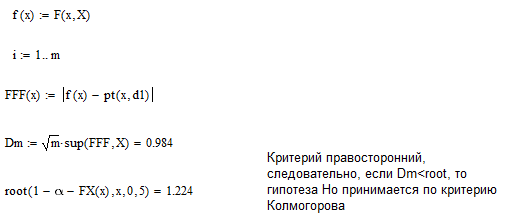 f(x) := F(x,X)
i := 1.. m
FFF(x) := |f(x) − pt(x,d1)|
Dm := √m·sup(FFF,X) = 0.984
root(1 − α − FX(x),x,0,5) = 1.224
Критерий правосторонний,
следовательно, если Dm<root, то
гипотеза Но принимается по критерию
Колмогорова